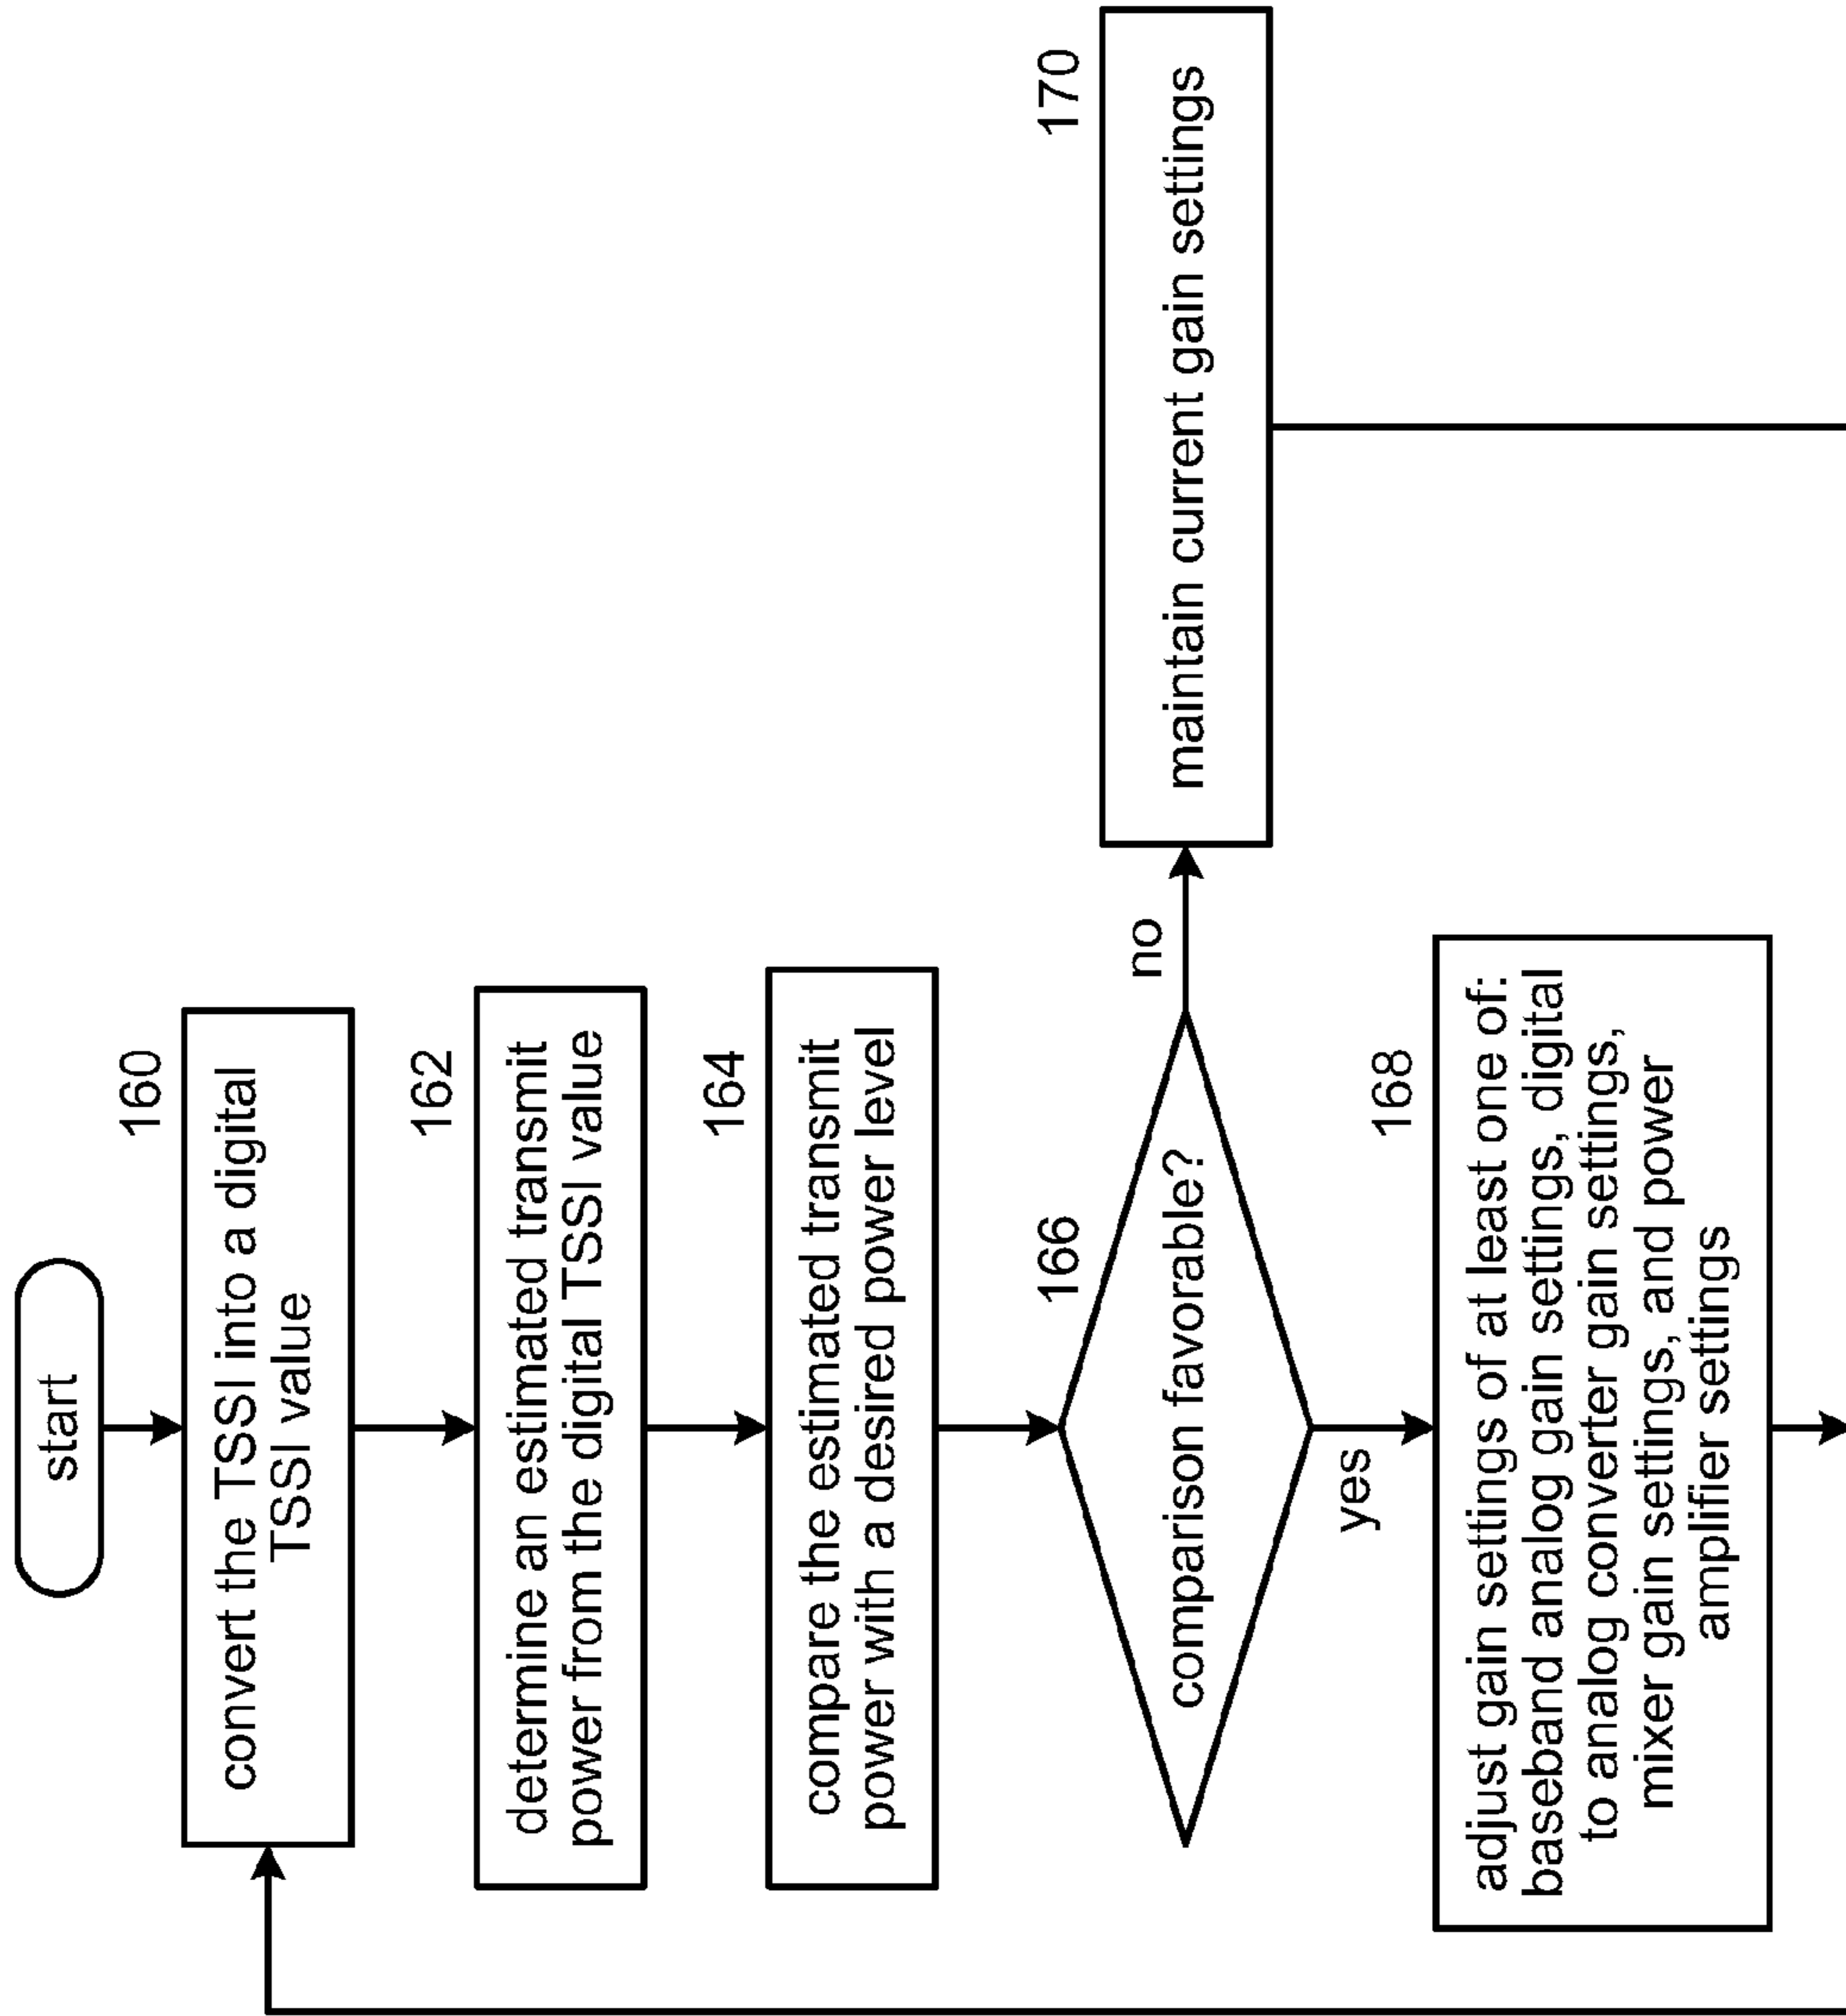 start
160
convert the TSSI into a digital
TSSI value
162
determine an estimated transmit
power from the digital TSSI value
164
compare the estimated transmit
power with a desired power level
166
comparison favorable?
no
170
maintain current gain settings
yes
168
adjust gain settings of at least one of:
baseband analog gain settings, digital
to analog converter gain settings,
mixer gain settings, and power
amplifier settings